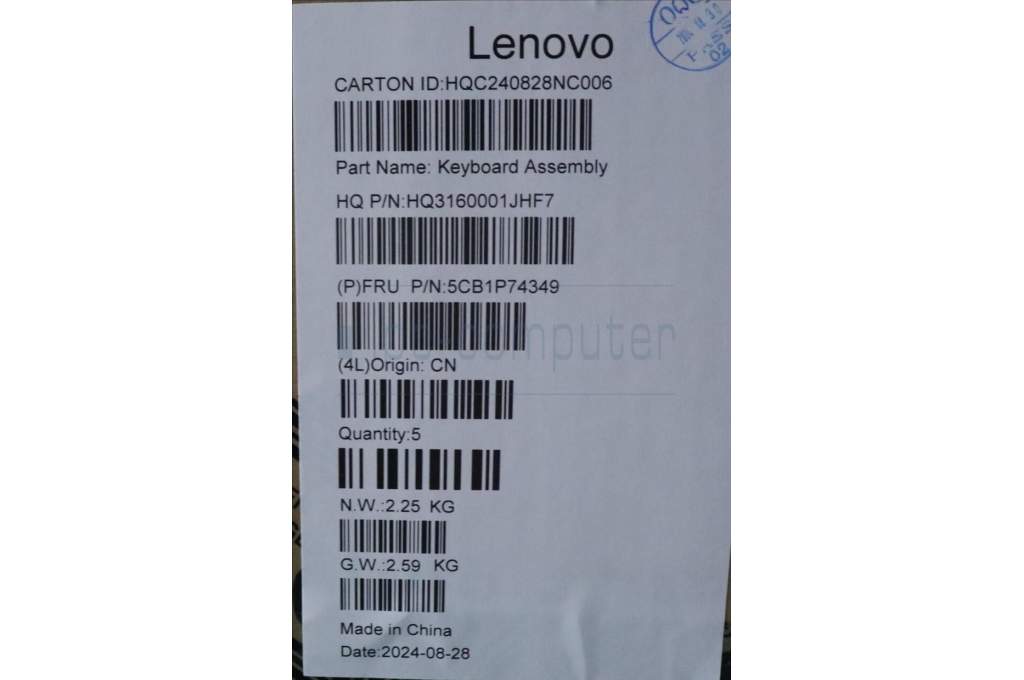 Lenovo
CARTON ID:HQC240828NC006
Part Name: Keyboard Assembly
HQ P/N:HQ3160001JHF7
(P)FRU P/N:5CB1P74349
computer
(4L)Origin: CN
Quantity:5
N.W.:2.25 KG
G.W.:2.59 KG
Made in China
Date:2024-08-28